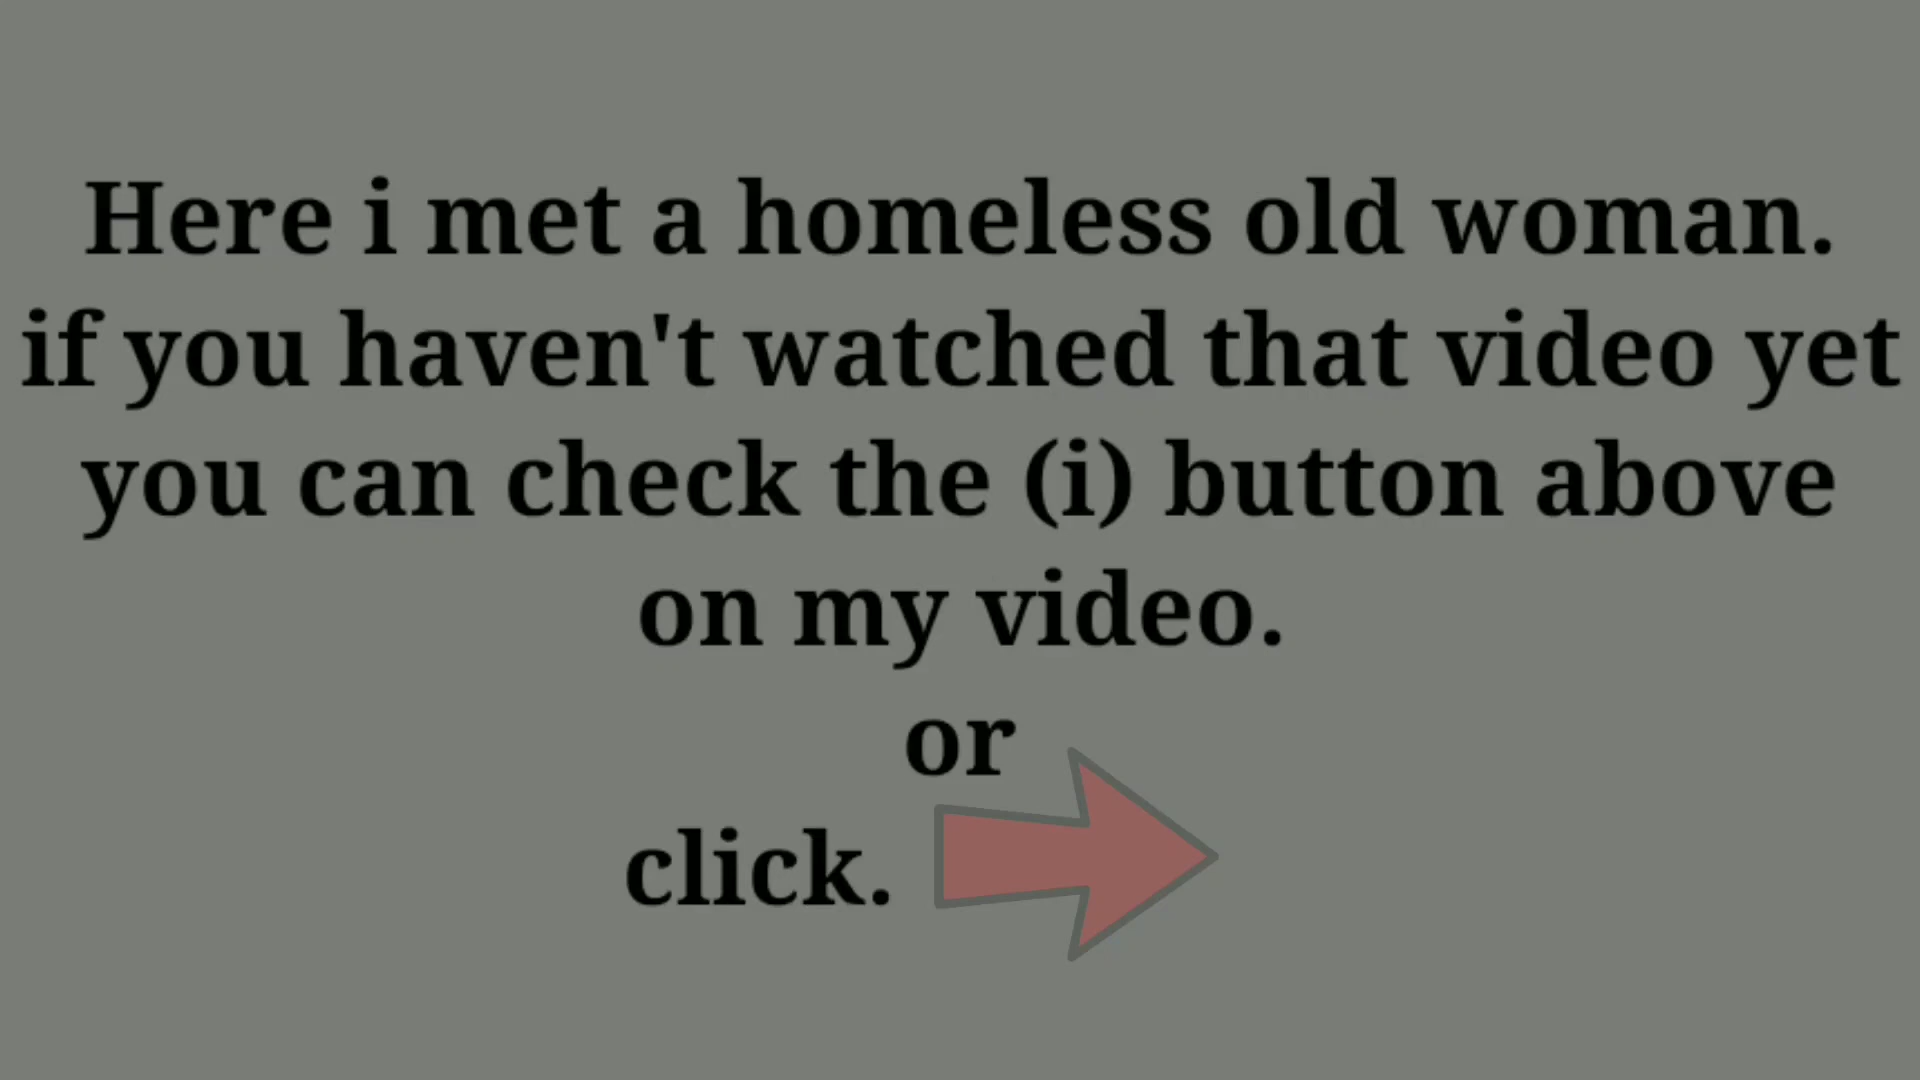 Here i met a homeless old woman.
if you haven't watched that video yet
you can check the (i) button above
on my video.
or
click.